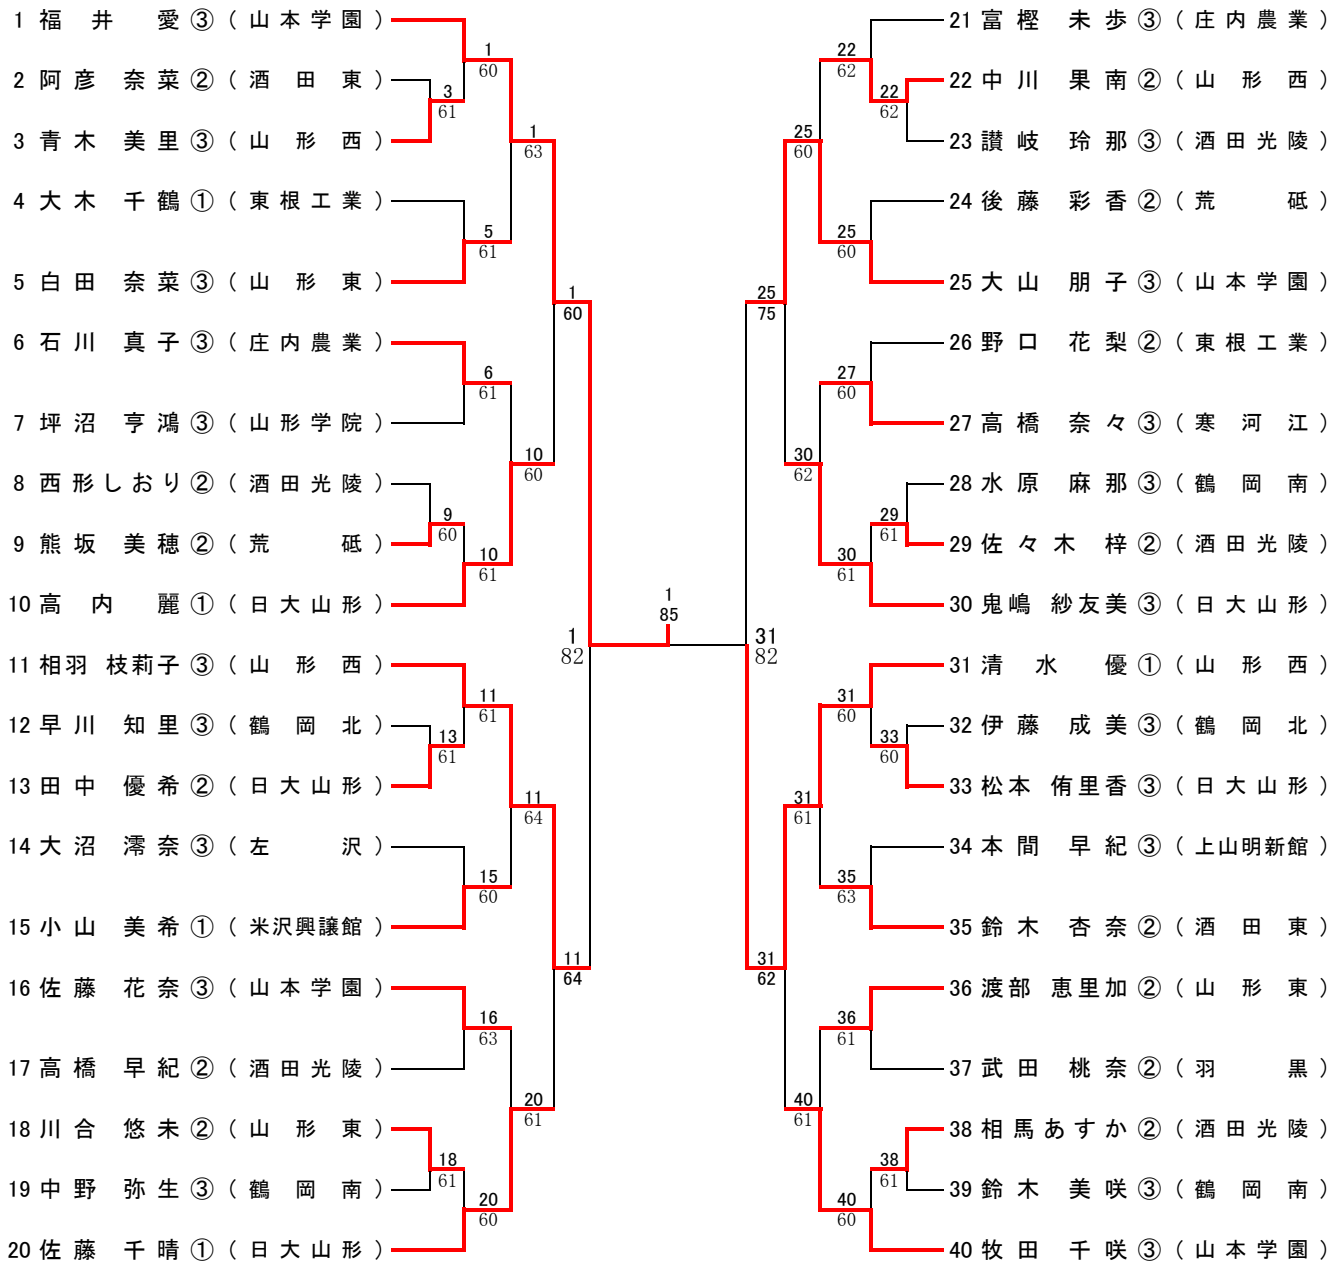 1 福井 愛 ③ (山本学園)
2 阿彦 奈菜 ② (酒田東)
3 青木 美里 ③ (山形西)
4 大木 千鶴 ① (東根工業)
5 白田 奈菜 ③ (山形東)
6 石川 真子 ③ (庄内農業)
7 坪沼 亨鴻 ③ (山形学院)
8 西形しおり ② (酒田光陵)
9 熊坂 美穂 ② (荒砥)
10 高内 麗 ① (日大山形)
11 相羽 枝莉子 ③ (山形西)
12 早川 知里 ③ (鶴岡北)
13 田中 優希 ② (日大山形)
14 大沼 澪奈 ③ (左沢)
15 小山 美希 ① (米沢興譲館)
16 佐藤 花奈 ③ (山本学園)
17 高橋 早紀 ② (酒田光陵)
18 川合 悠未 ② (山形東)
19 中野 弥生 ③ (鶴岡南)
20 佐藤 千晴 ① (日大山形)
3
61
9
60
13
61
18
61
1
60
5
61
6
61
10
61
11
61
15
60
16
63
20
60
1
63
10
60
11
64
20
61
1
60
11
64
1
82
1
85
31
82
25
75
31
62
25
60
30
62
31
61
40
61
22
62
25
60
27
60
30
61
31
60
35
63
36
61
40
60
22
62
29
61
33
60
38
61
21 富樫 未歩 ③ (庄内農業)
22 中川 果南 ② (山形西)
23 讃岐 玲那 ③ (酒田光陵)
24 後藤 彩香 ② (荒砥)
25 大山 朋子 ③ (山本学園)
26 野口 花梨 ② (東根工業)
27 高橋 奈々 ③ (寒河江)
28 水原 麻那 ③ (鶴岡南)
29 佐々木 梓 ② (酒田光陵)
30 鬼嶋 紗友美 ③ (日大山形)
31 清水 優 ① (山形西)
32 伊藤 成美 ③ (鶴岡北)
33 松本 侑里香 ③ (日大山形)
34 本間 早紀 ③ (上山明新館)
35 鈴木 杏奈 ② (酒田東)
36 渡部 恵里加 ② (山形東)
37 武田 桃奈 ② (羽黒)
38 相馬あすか ② (酒田光陵)
39 鈴木 美咲 ③ (鶴岡南)
40 牧田 千咲 ③ (山本学園)